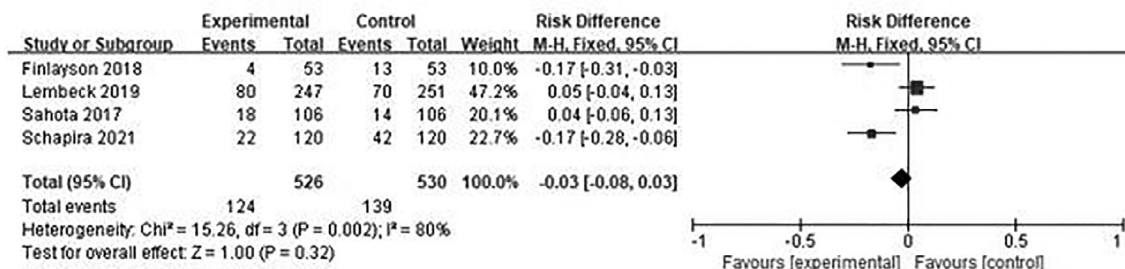 Experimental Control Risk Difference Risk Difference
Study or Subgroup Events Total Events Total Weight M-H, Fixed, 95% CI M-H, Fixed, 95% CI
Finlayson 2018 4 53 13 53 10.0% -0.17 [-0.31, -0.03]
Lembeck 2019 80 247 70 251 47.2% 0.05 [-0.04, 0.13]
Sahota 2017 18 106 14 106 20.1% 0.04 [-0.06, 0.13]
Schapira 2021 22 120 42 120 22.7% -0.17 [-0.28, -0.06]
Total (95% CI) 526 530 100.0% -0.03 [-0.08, 0.03]
Total events 124 139
Heterogeneity: Chi² = 15.26, df = 3 (P = 0.002); I² = 80%
Test for overall effect: Z = 1.00 (P = 0.32)
-1 -0.5 0 0.5 1
Favours [experimental] Favours [control]